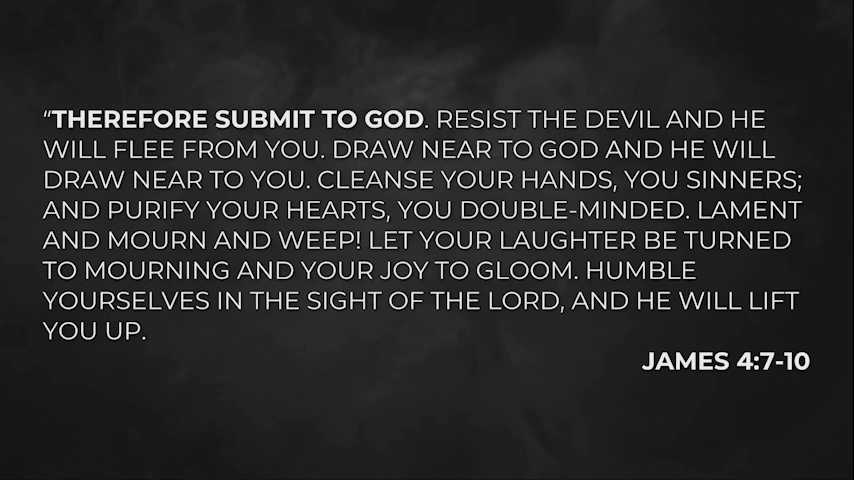 “THEREFORE SUBMIT TO GOD. RESIST THE DEVIL AND HE
WILL FLEE FROM YOU. DRAW NEAR TO GOD AND HE WILL
DRAW NEAR TO YOU. CLEANSE YOUR HANDS, YOU SINNERS;
AND PURIFY YOUR HEARTS, YOU DOUBLE-MINDED. LAMENT
AND MOURN AND WEEP! LET YOUR LAUGHTER BE TURNED
TO MOURNING AND YOUR JOY TO GLOOM. HUMBLE
YOURSELVES IN THE SIGHT OF THE LORD, AND HE WILL LIFT
YOU UP.
JAMES 4:7-10